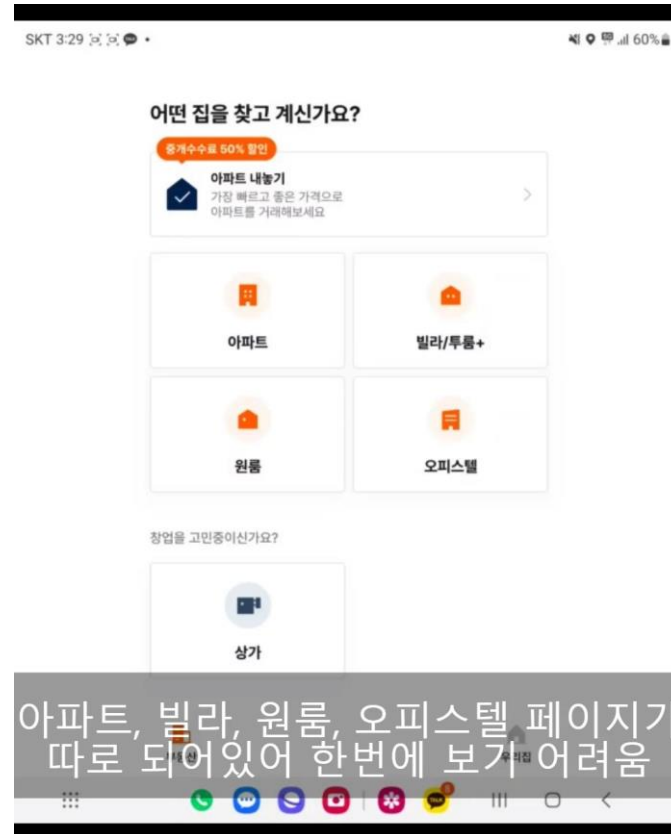 SKT 3:29
60%
어떤 집을 찾고 계신가요?
중개수수료 50% 할인
아파트 내놓기
가장 빠르고 좋은 가격으로
아파트를 거래해보세요
아파트
빌라/투룸+
원룸
오피스텔
창업을 고민중이신가요?
상가
아파트, 빌라, 원룸, 오피스텔 페이지가
따로 되어있어 한번에 보기 어려움